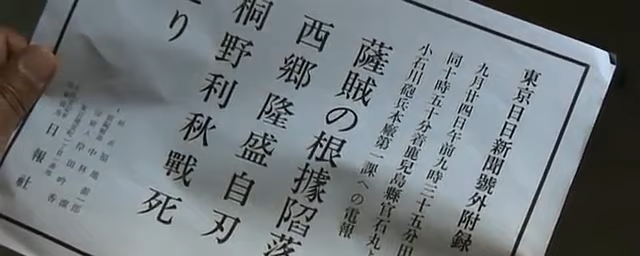 東京日日新聞號外附録
九月廿四日午前九時三十五分
同十時五十分着鹿兒島縣官石丸
小石川砲兵本廠第一課への電報
薩賊の根據陷落
西郷隆盛自刃
桐野利秋戰死
り
日報社